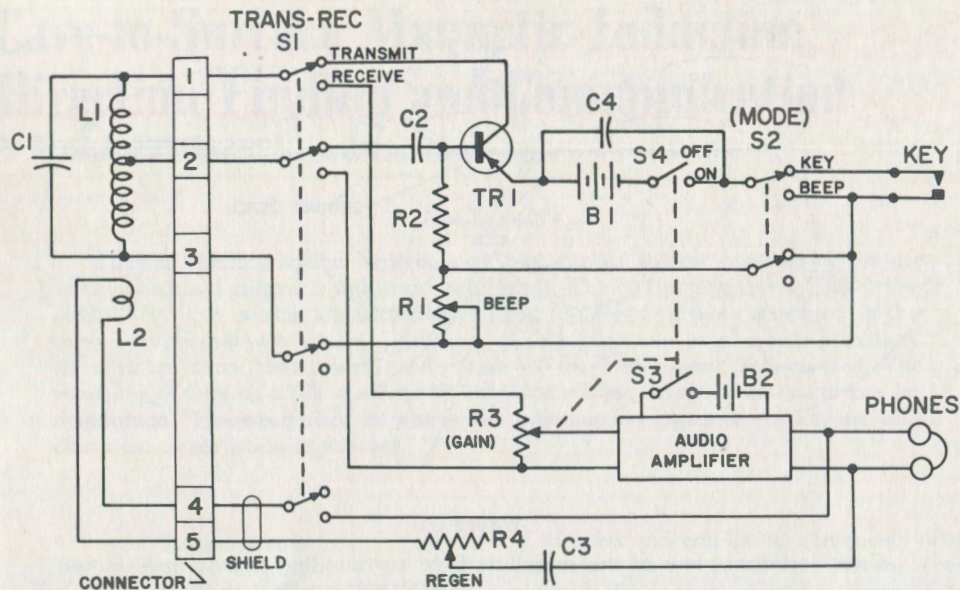 TRANS-REC
S1
TRANSMIT
RECEIVE
1
L1
C1
2
3
L2
C2
C4
(MODE)
S2
S4
OFF
ON
KEY
BEEP
KEY
TR1
B1
R2
R1
BEEP
S3
B2
R3
(GAIN)
AUDIO
AMPLIFIER
PHONES
4
5
SHIELD
CONNECTOR
R4
REGEN
C3